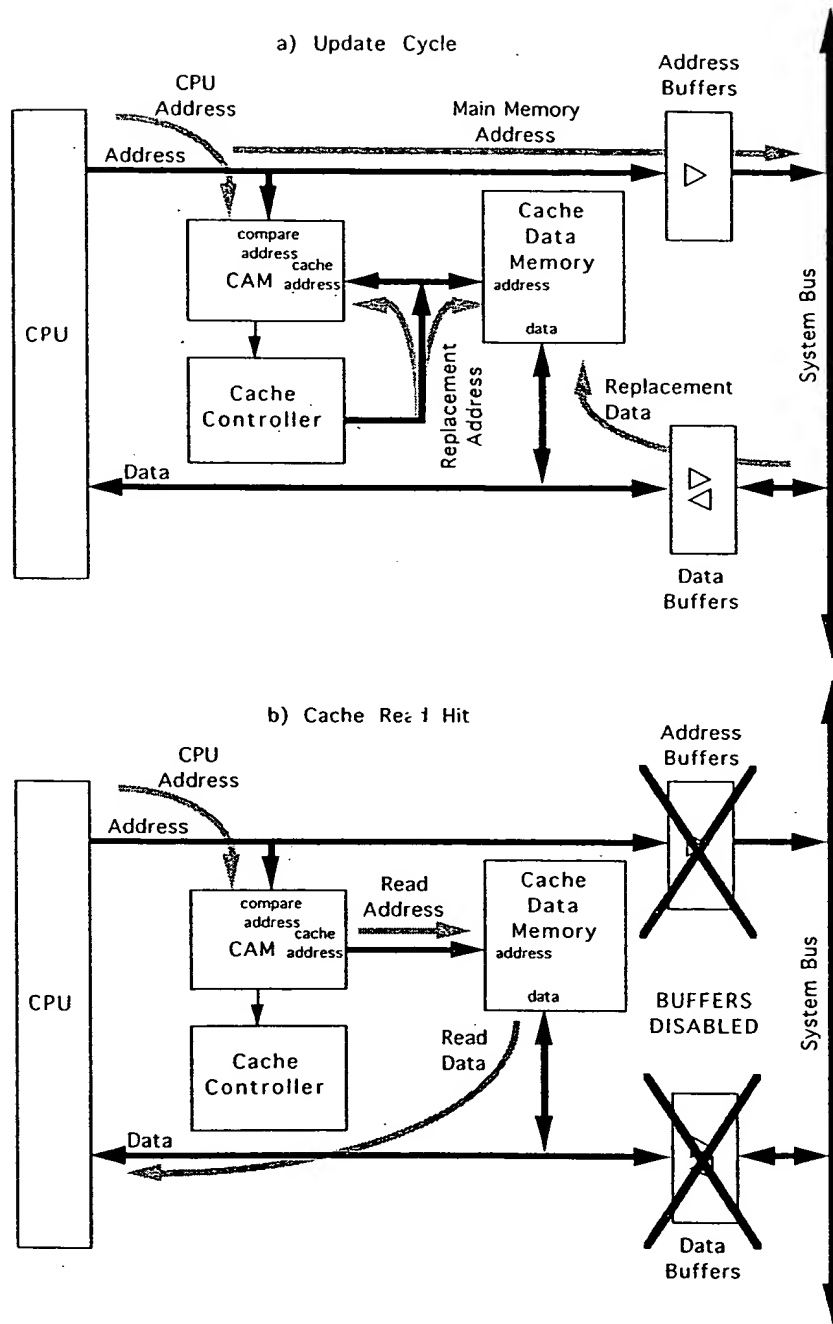 a) Update Cycle
CPU
Address
Address
Buffers
Main Memory
Address
Address
compare
address
CAM
cache
address
Cache
Data
Memory
address
data
CPU
Cache
Controller
Replacement
Address
Replacement
Data
System Bus
Data
Data
Buffers
b) Cache Read Hit
CPU
Address
Address
Buffers
Address
compare
address
CAM
cache
address
Read
Address
Cache
Data
Memory
address
data
CPU
Cache
Controller
Read
Data
BUFFERS
DISABLED
System Bus
Data
Data
Buffers